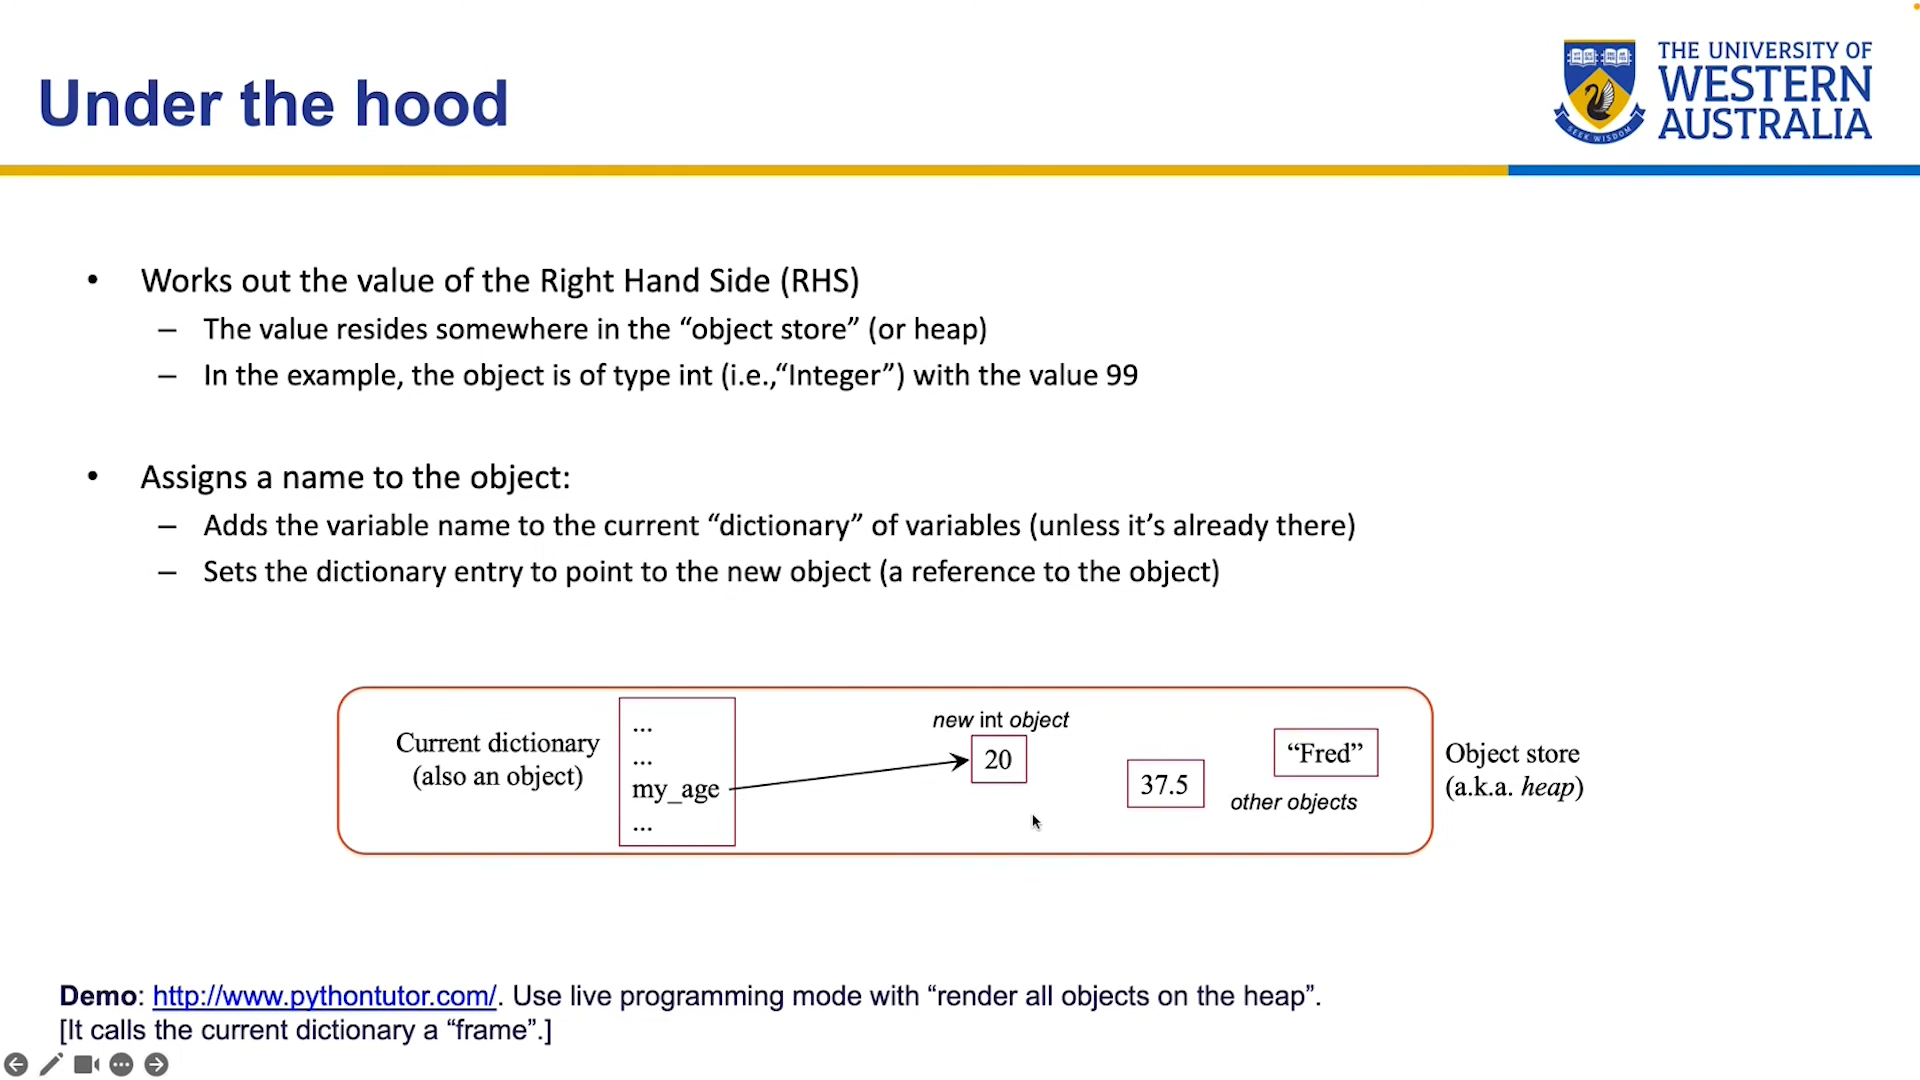 Under the hood
THE UNIVERSITY OF
WESTERN
AUSTRALIA
SEEK WISDOM
• Works out the value of the Right Hand Side (RHS)
– The value resides somewhere in the “object store” (or heap)
– In the example, the object is of type int (i.e.,“Integer”) with the value 99
• Assigns a name to the object:
– Adds the variable name to the current “dictionary” of variables (unless it’s already there)
– Sets the dictionary entry to point to the new object (a reference to the object)
Current dictionary
(also an object)
...
...
my_age
...
new int object
20
37.5
“Fred”
other objects
Object store
(a.k.a. heap)
Demo: http://www.pythontutor.com/. Use live programming mode with “render all objects on the heap”.
[It calls the current dictionary a “frame”.]